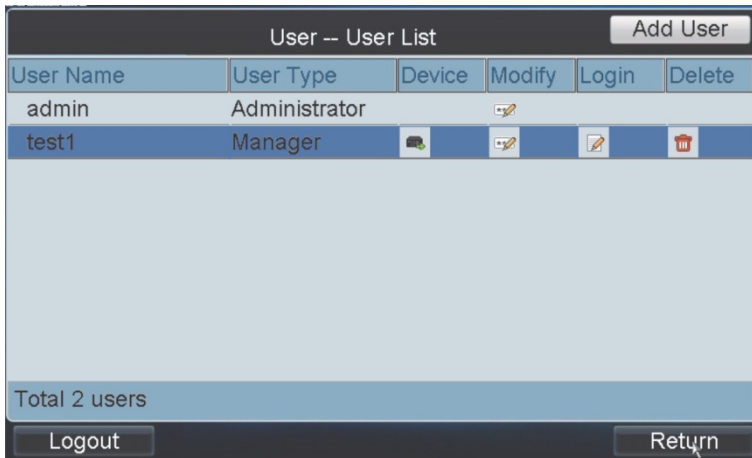 User -- User List
Add User
User Name User Type Device Modify Login Delete
admin Administrator
test1 Manager
Total 2 users
Logout
Return